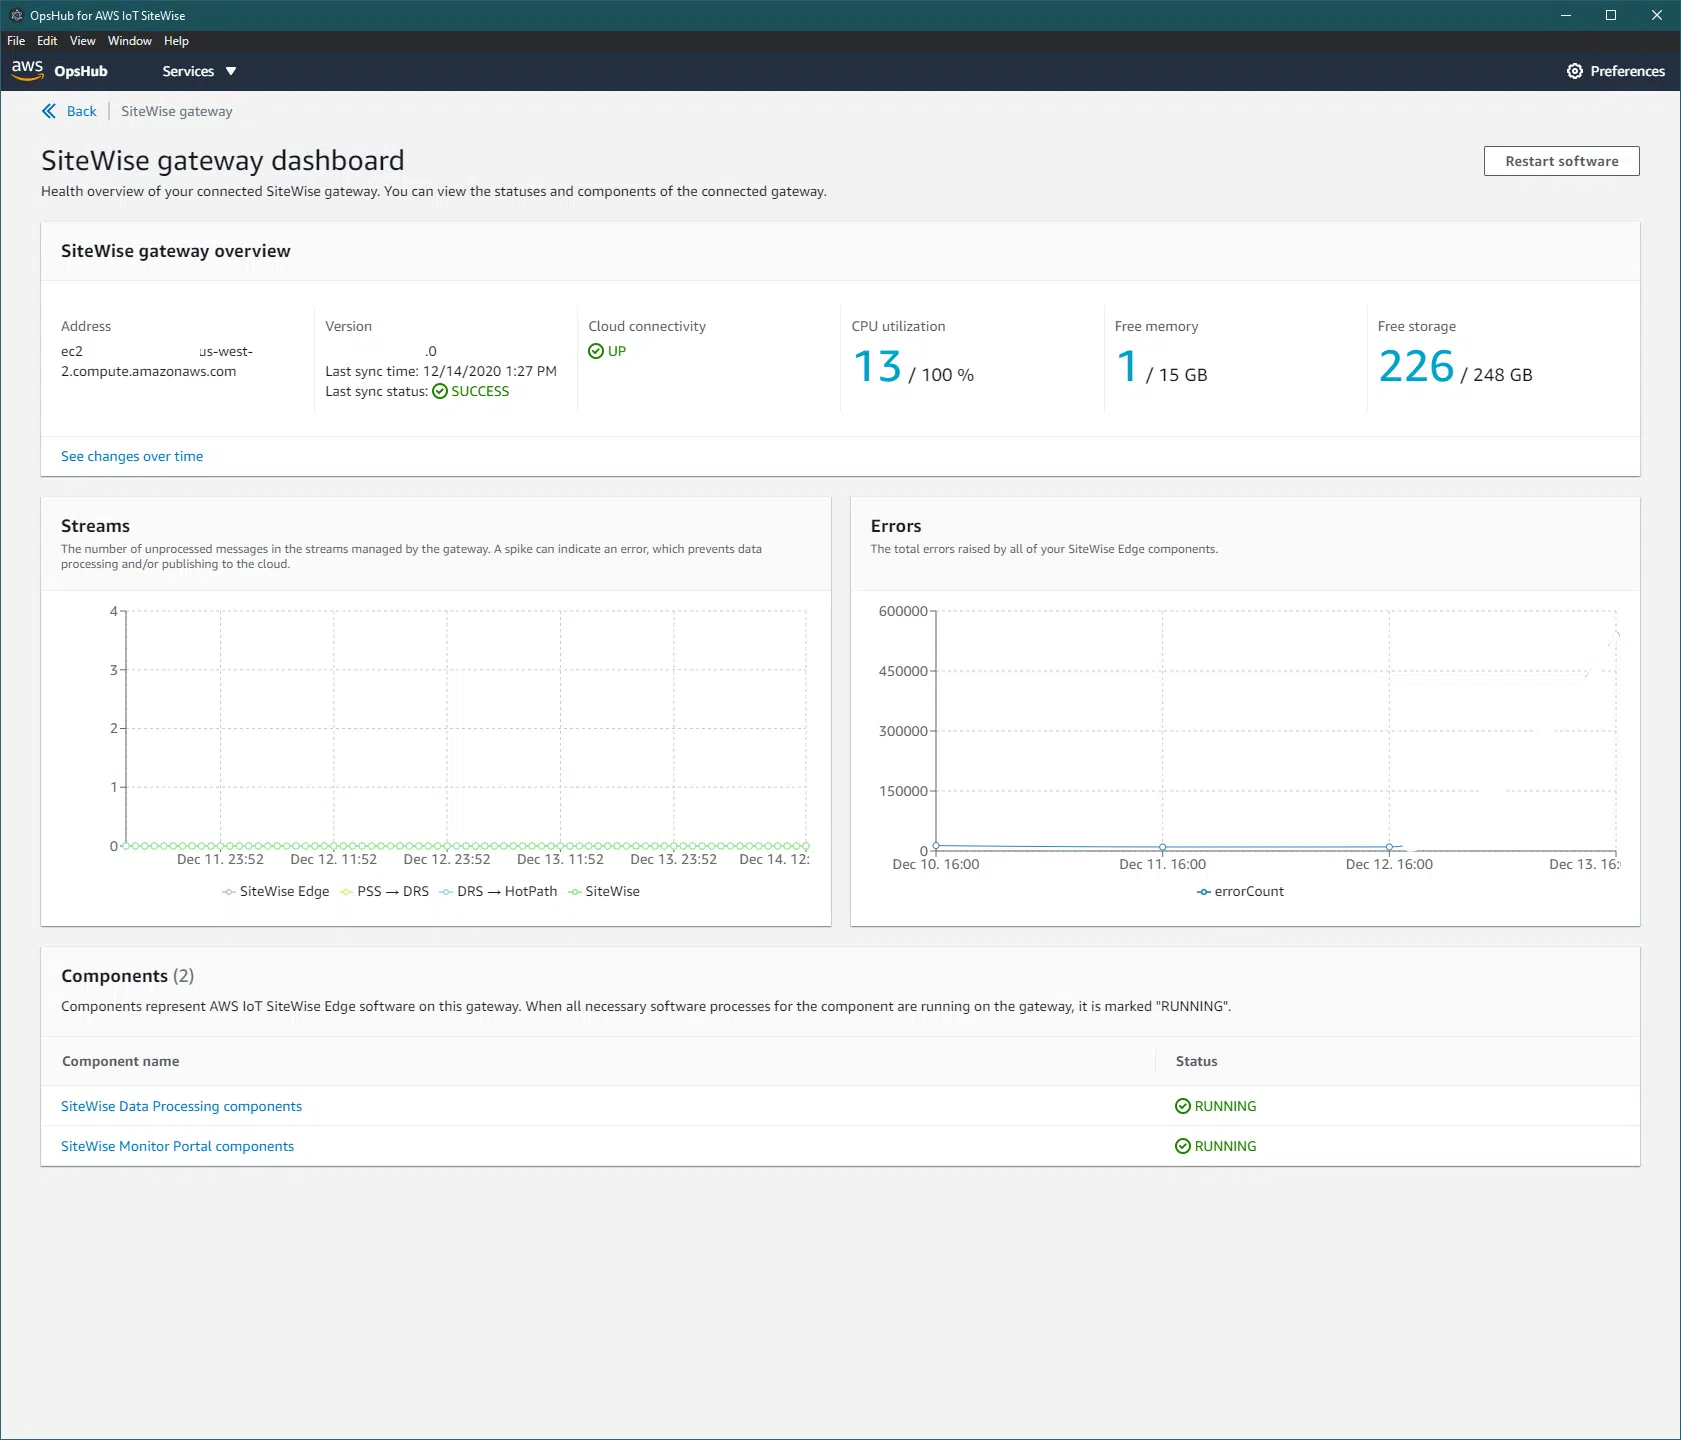 OpsHub for AWS IoT SiteWise
File Edit View Window Help
aws OpsHub Services Preferences
Back SiteWise gateway
SiteWise gateway dashboard
Restart software
Health overview of your connected SiteWise gateway. You can view the statuses and components of the connected gateway.
SiteWise gateway overview
Address
ec2 us-west-
2.compute.amazonaws.com
Version
.0
Last sync time: 12/14/2020 1:27 PM
Last sync status: SUCCESS
Cloud connectivity
UP
CPU utilization
13 / 100 %
Free memory
1 / 15 GB
Free storage
226 / 248 GB
See changes over time
Streams
The number of unprocessed messages in the streams managed by the gateway. A spike can indicate an error, which prevents data
processing and/or publishing to the cloud.
4
3
2
1
0
Dec 11. 23:52 Dec 12. 11:52 Dec 12. 23:52 Dec 13. 11:52 Dec 13. 23:52 Dec 14. 12:
SiteWise Edge PSS → DRS DRS → HotPath SiteWise
Errors
The total errors raised by all of your SiteWise Edge components.
600000
450000
300000
150000
0
Dec 10. 16:00 Dec 11. 16:00 Dec 12. 16:00 Dec 13. 16:
errorCount
Components (2)
Components represent AWS IoT SiteWise Edge software on this gateway. When all necessary software processes for the component are running on the gateway, it is marked "RUNNING".
Component name Status
SiteWise Data Processing components RUNNING
SiteWise Monitor Portal components RUNNING